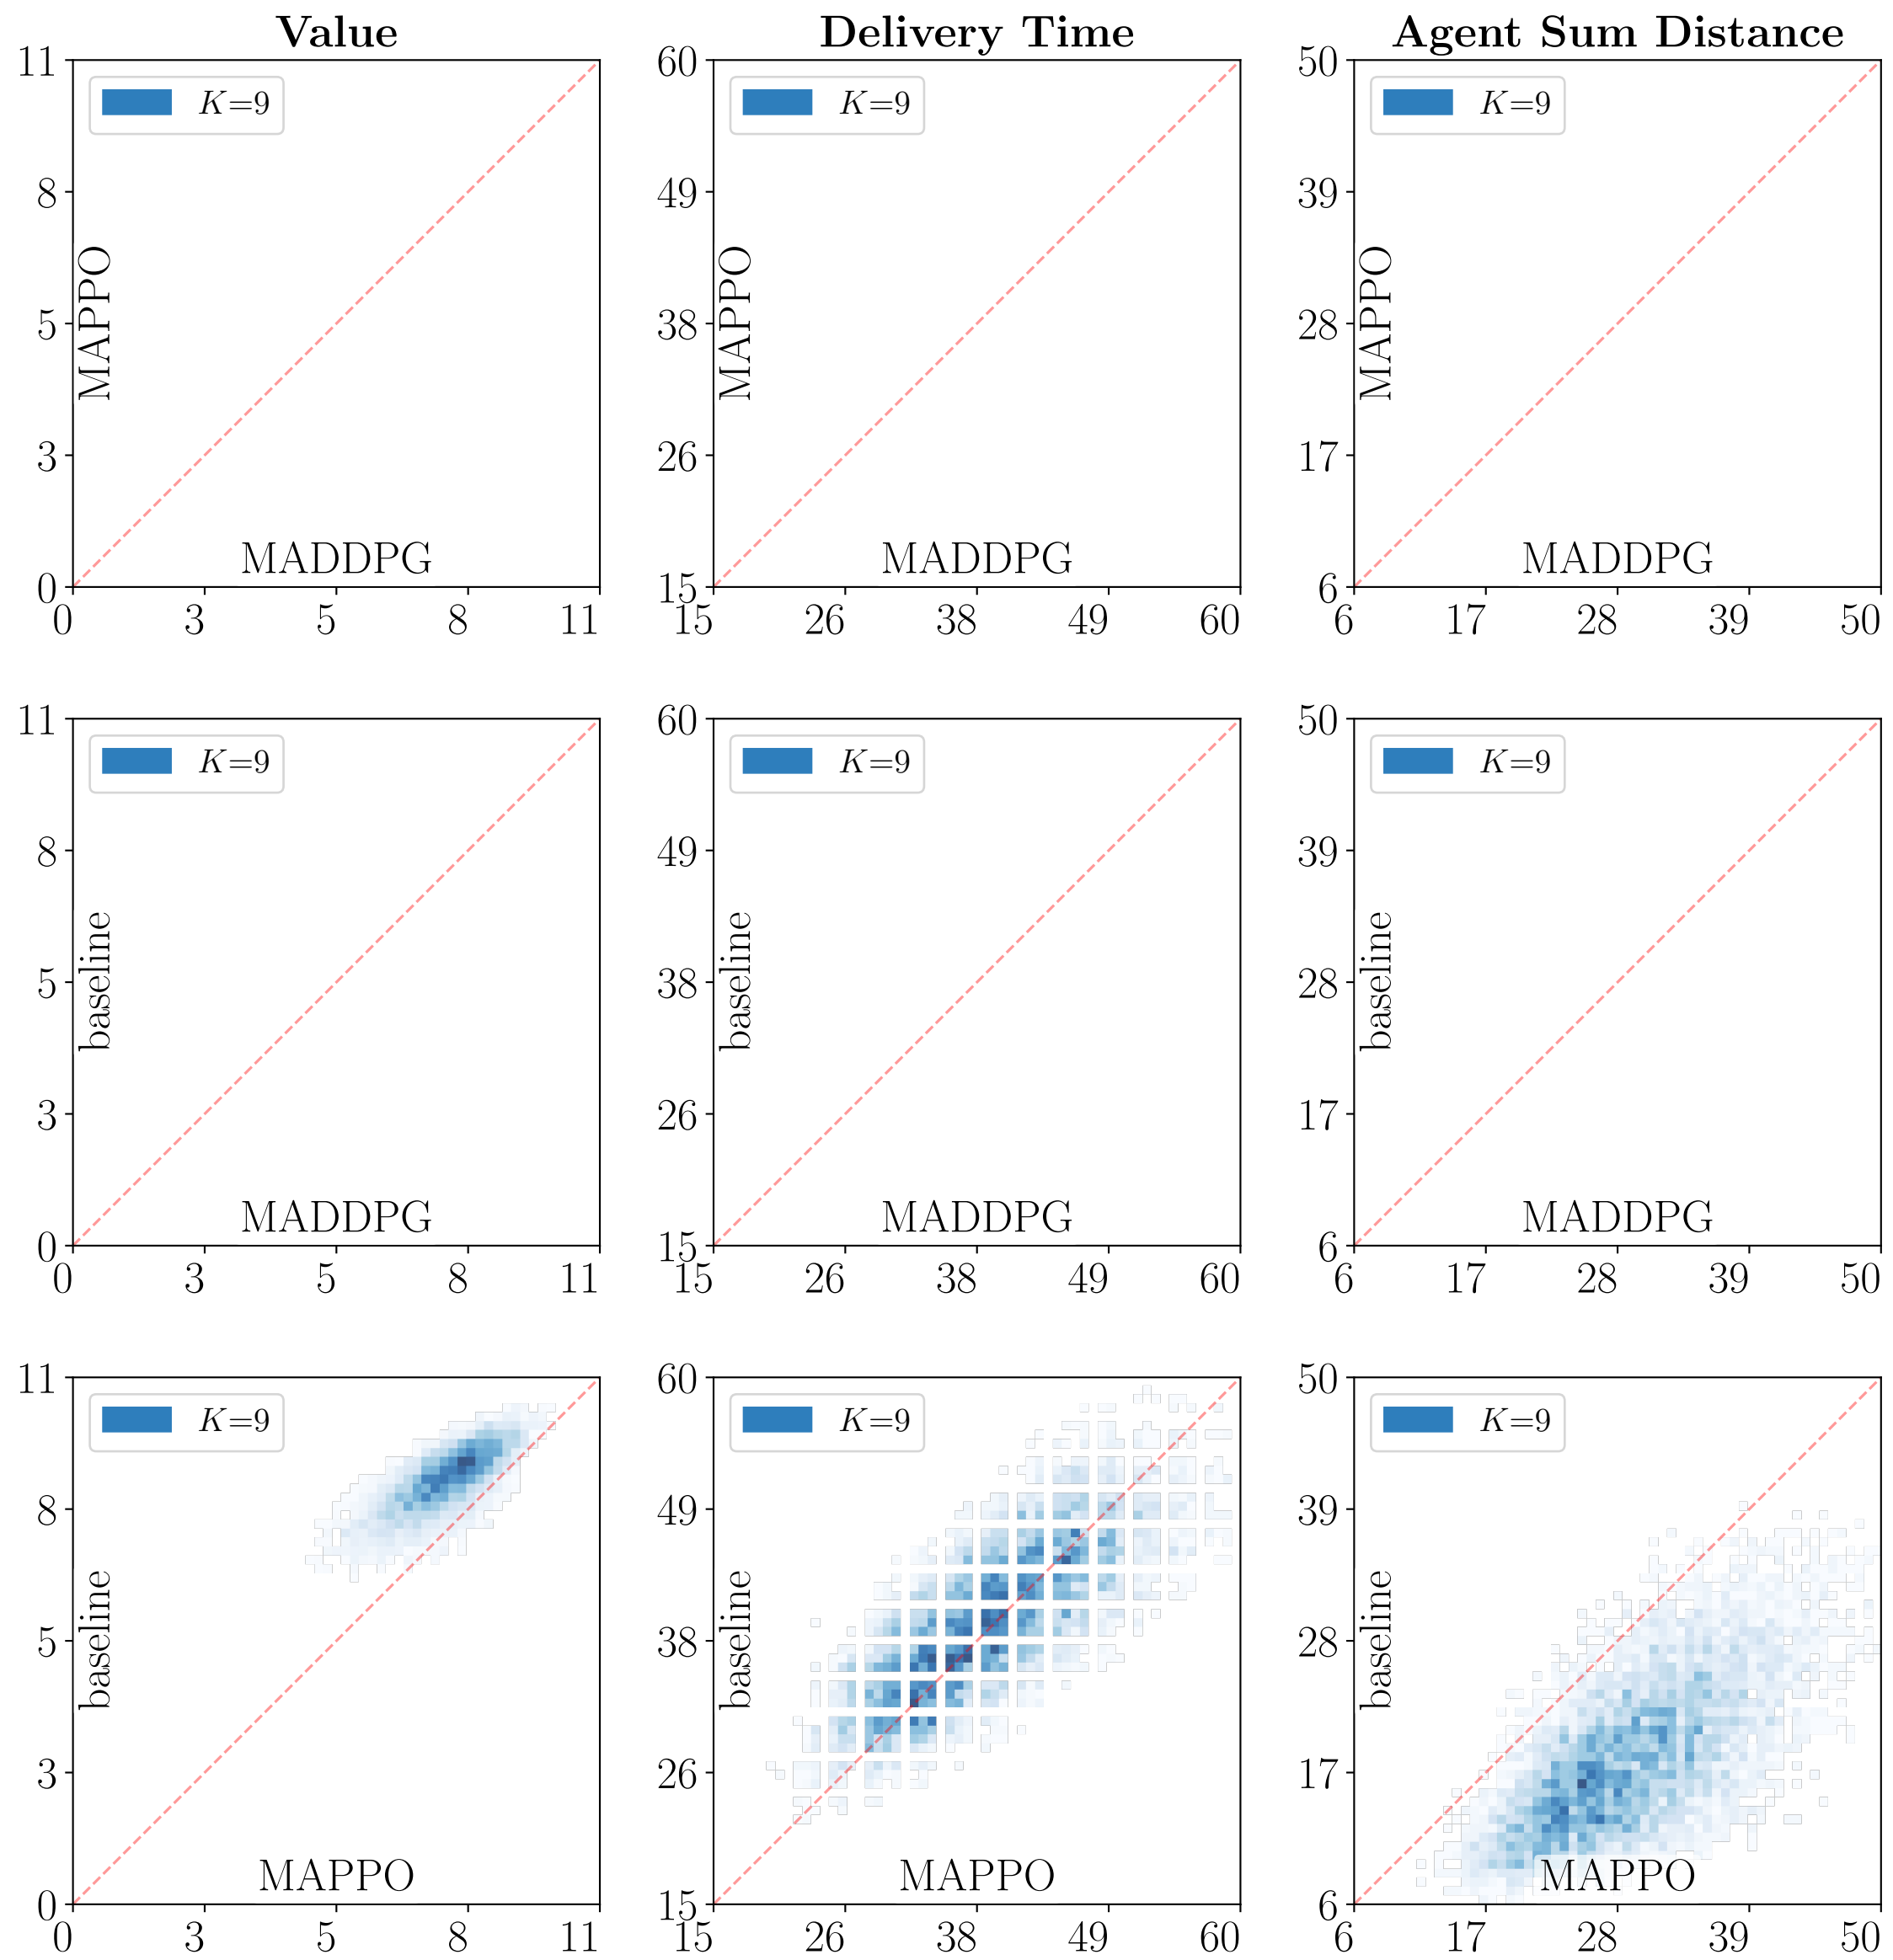 Value
Delivery Time
Agent Sum Distance
11
8
5
3
0
MAPPO
K=9
MADDPG
0 3 5 8 11
60
49
38
26
15
MAPPO
K=9
MADDPG
15 26 38 49 60
50
39
28
17
6
MAPPO
K=9
MADDPG
6 17 28 39 50
11
8
5
3
0
baseline
K=9
MADDPG
0 3 5 8 11
60
49
38
26
15
baseline
K=9
MADDPG
15 26 38 49 60
50
39
28
17
6
baseline
K=9
MADDPG
6 17 28 39 50
11
8
5
3
0
baseline
K=9
MAPPO
0 3 5 8 11
60
49
38
26
15
baseline
K=9
MAPPO
15 26 38 49 60
50
39
28
17
6
baseline
K=9
MAPPO
6 17 28 39 50